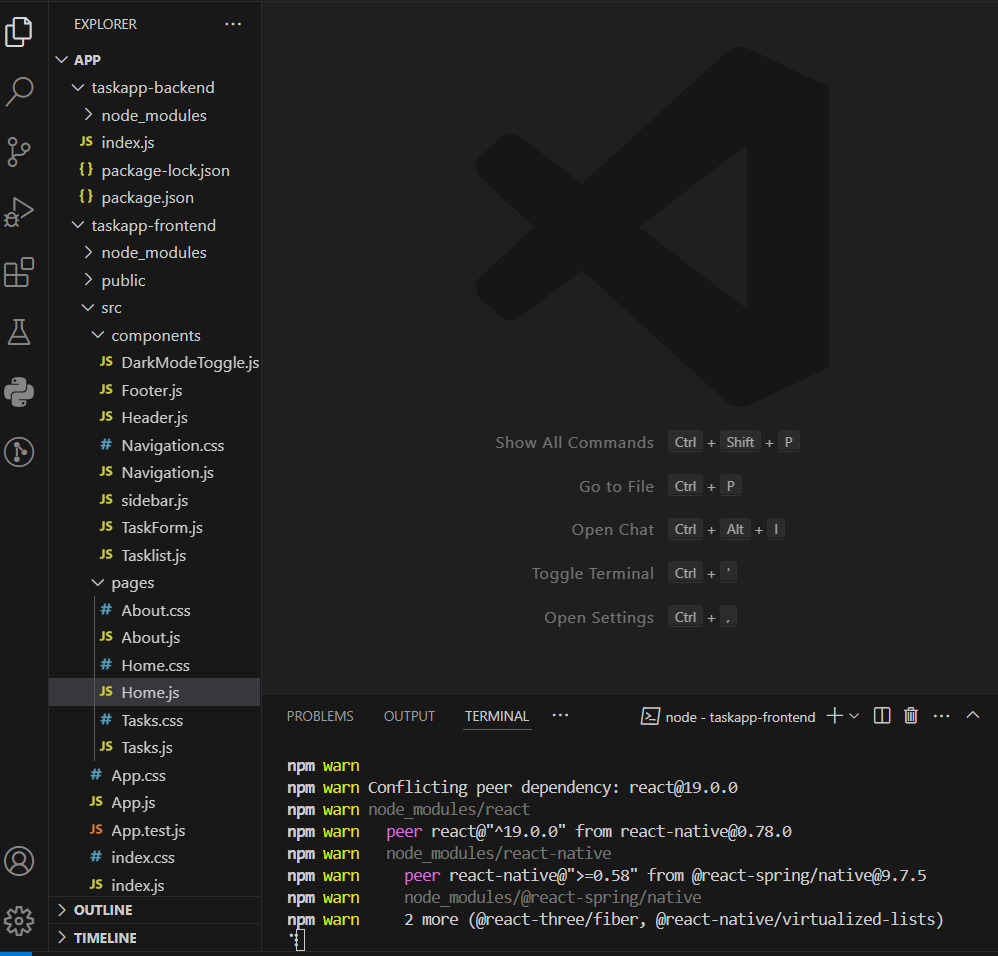 EXPLORER
APP
taskapp-backend
node_modules
JS index.js
{} package-lock.json
{} package.json
taskapp-frontend
node_modules
public
src
components
JS DarkModeToggle.js
JS Footer.js
JS Header.js
# Navigation.css
JS Navigation.js
JS sidebar.js
JS TaskForm.js
JS Tasklist.js
pages
# About.css
JS About.js
# Home.css
JS Home.js
# Tasks.css
JS Tasks.js
# App.css
JS App.js
JS App.test.js
# index.css
JS index.js
OUTLINE
TIMELINE
Show All Commands Ctrl + Shift + P
Go to File Ctrl + P
Open Chat Ctrl + Alt + I
Toggle Terminal Ctrl + '
Open Settings Ctrl + ,
PROBLEMS OUTPUT TERMINAL ··· node - taskapp-frontend
npm warn
npm warn Conflicting peer dependency: react@19.0.0
npm warn node_modules/react
npm warn peer react@"^19.0.0" from react-native@0.78.0
npm warn node_modules/react-native
npm warn peer react-native@">=0.58" from @react-spring/native@9.7.5
npm warn node_modules/@react-spring/native
npm warn 2 more (@react-three/fiber, @react-native/virtualized-lists)